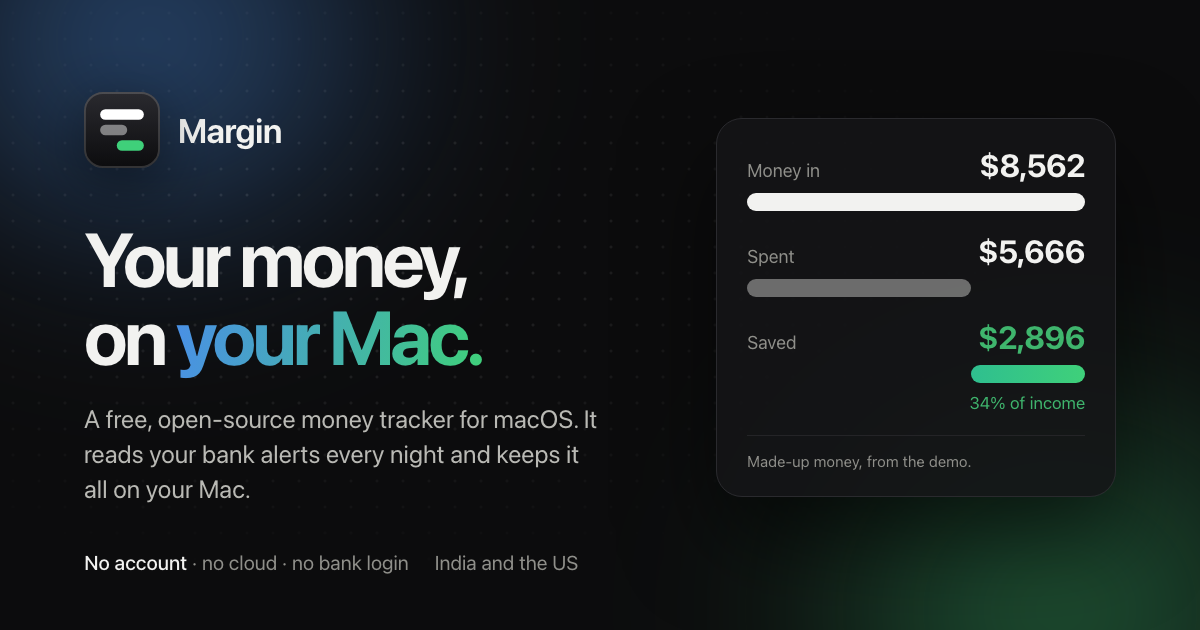 Margin
Your money,
on your Mac.
A free, open-source money tracker for macOS. It
reads your bank alerts every night and keeps it
all on your Mac.
No account · no cloud · no bank login India and the US
Money in $8,562
Spent $5,666
Saved $2,896
34% of income
Made-up money, from the demo.